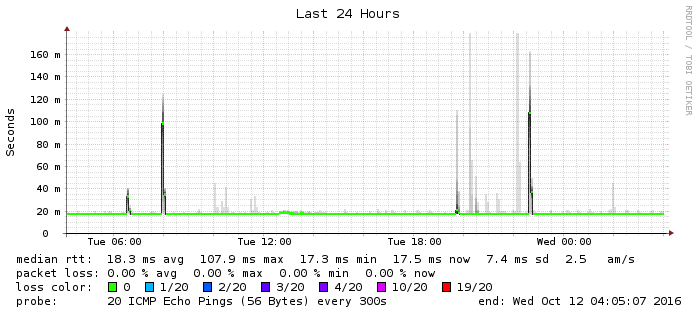 Last 24 Hours
RRDTOOL / TOBI OETIKER
Seconds
160 m
140 m
120 m
100 m
80 m
60 m
40 m
20 m
0
Tue 06:00 Tue 12:00 Tue 18:00 Wed 00:00
median rtt: 18.3 ms avg 107.9 ms max 17.3 ms min 17.5 ms now 7.4 ms sd 2.5 am/s
packet loss: 0.00 % avg 0.00 % max 0.00 % min 0.00 % now
loss color: 0 1/20 2/20 3/20 4/20 10/20 19/20
probe: 20 ICMP Echo Pings (56 Bytes) every 300s end: Wed Oct 12 04:05:07 2016